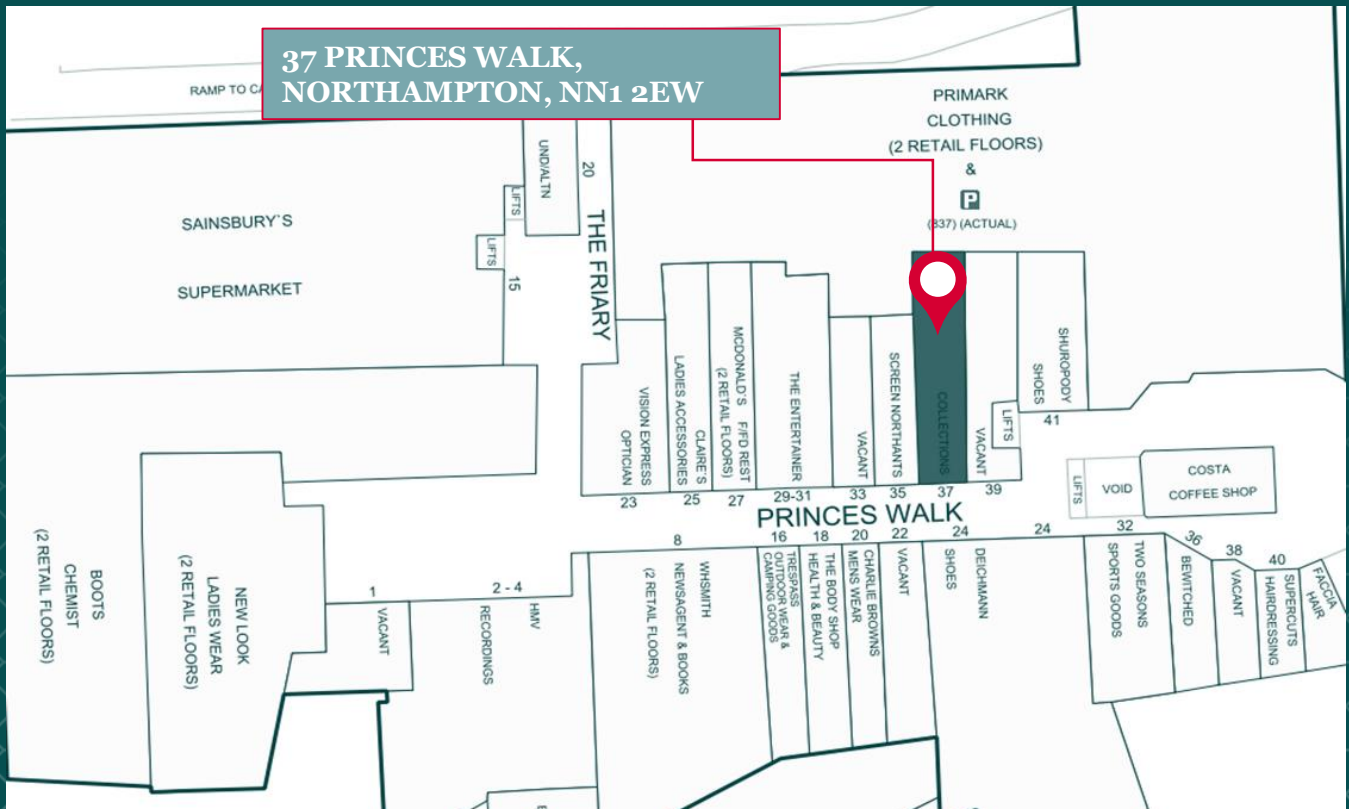 37 PRINCES WALK,
NORTHAMPTON, NN1 2EW
RAMP TO
PRIMARK
CLOTHING
(2 RETAIL FLOORS)
&
P
(837) (ACTUAL)
SAINSBURY'S
SUPERMARKET
LIFTS
LIFTS
15
UND/ALTN
20
THE FRIARY
VISION EXPRESS
OPTICIAN
23
CLAIRE'S
LADIES ACCESSORIES
25
MCDONALD'S F/FD REST
(2 RETAIL FLOORS)
27
THE ENTERTAINER
29-31
VACANT
33
SCREEN NORTHANTS
35
COLLECTIONS
37
VACANT
39
LIFTS
SHUROPODY
SHOES
41
LIFTS
VOID
COSTA
COFFEE SHOP
PRINCES WALK
BOOTS
CHEMIST
(2 RETAIL FLOORS)
NEW LOOK
LADIES WEAR
(2 RETAIL FLOORS)
1
VACANT
2 - 4
HMV
RECORDINGS
8
WHSMITH
NEWSAGENT & BOOKS
(2 RETAIL FLOORS)
16
TRESPASS
OUTDOOR WEAR &
CAMPING GOODS
18
THE BODY SHOP
HEALTH & BEAUTY
20
CHARLIE BROWNS
MENS WEAR
22
VACANT
24
DEICHMANN
SHOES
24
32
TWO SEASONS
SPORTS GOODS
36
BEWITCHED
38
VACANT
40
SUPERCUTS
HAIRDRESSING
FACCIA
HAIR